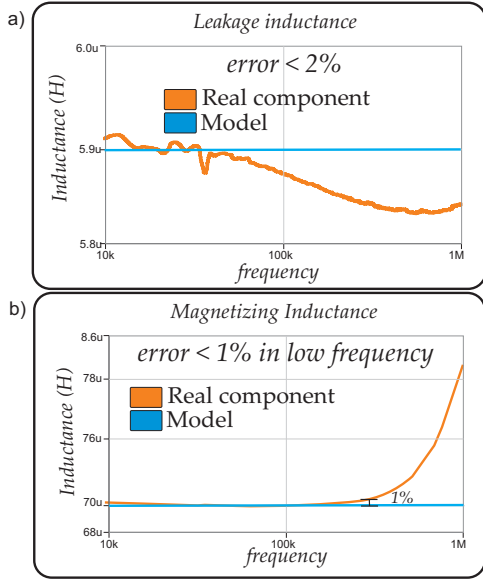 a)
Leakage inductance
6.0u
error < 2%
Real component
Model
Inductance (H)
5.9u
5.8u
10k
100k
1M
frequency
b)
Magnetizing Inductance
8.6u
error < 1% in low frequency
78u
Real component
Model
Inductance (H)
76u
70u
1%
68u
10k
100k
1M
frequency